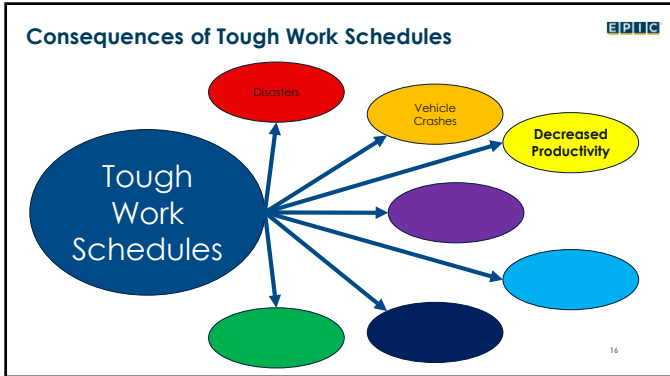 Consequences of Tough Work Schedules
EPIC
Disasters
Vehicle
Crashes
Decreased
Productivity
Tough
Work
Schedules
16